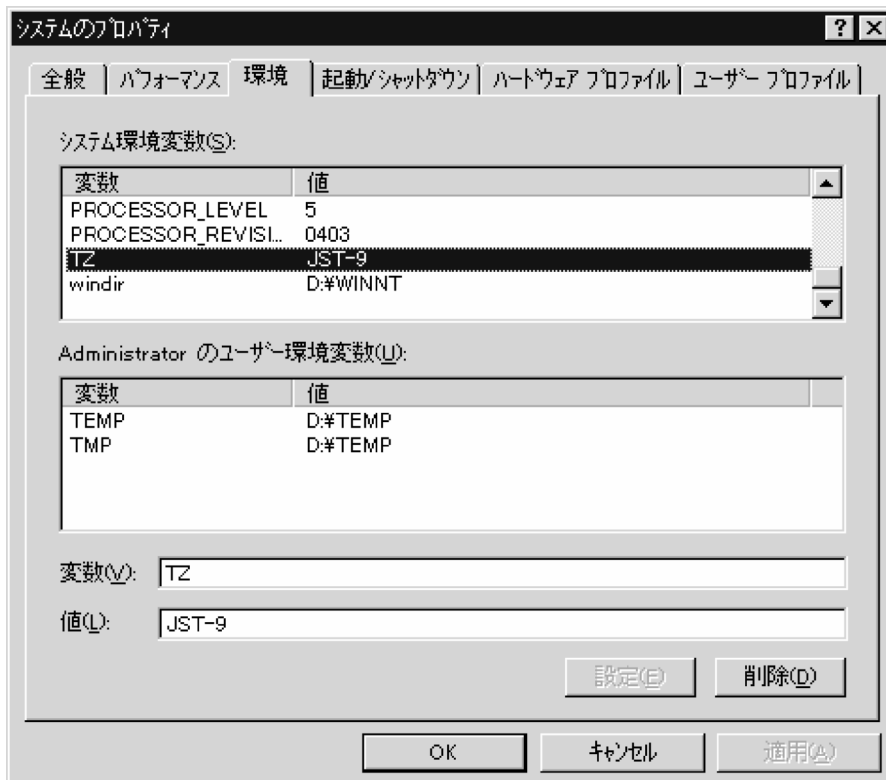 システムのプロパティ
全般 パフォーマンス 環境 起動/シャットダウン ハードウェア プロファイル ユーザー プロファイル
システム環境変数(S):
変数 値
PROCESSOR_LEVEL 5
PROCESSOR_REVISI... 0403
TZ JST-9
windir D:¥WINNT
Administrator のユーザー環境変数(U):
変数 値
TEMP D:¥TEMP
TMP D:¥TEMP
変数(V): TZ
値(L): JST-9
設定(E) 削除(D)
OK キャンセル 適用(A)